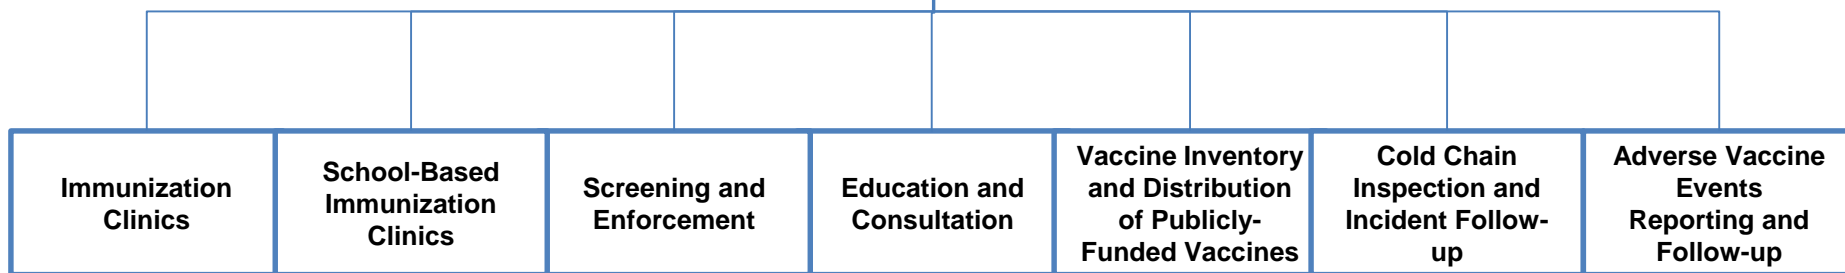 Immunization
Clinics
School-Based
Immunization
Clinics
Screening and
Enforcement
Education and
Consultation
Vaccine Inventory
and Distribution
of Publicly-
Funded Vaccines
Cold Chain
Inspection and
Incident Follow-
up
Adverse Vaccine
Events
Reporting and
Follow-up